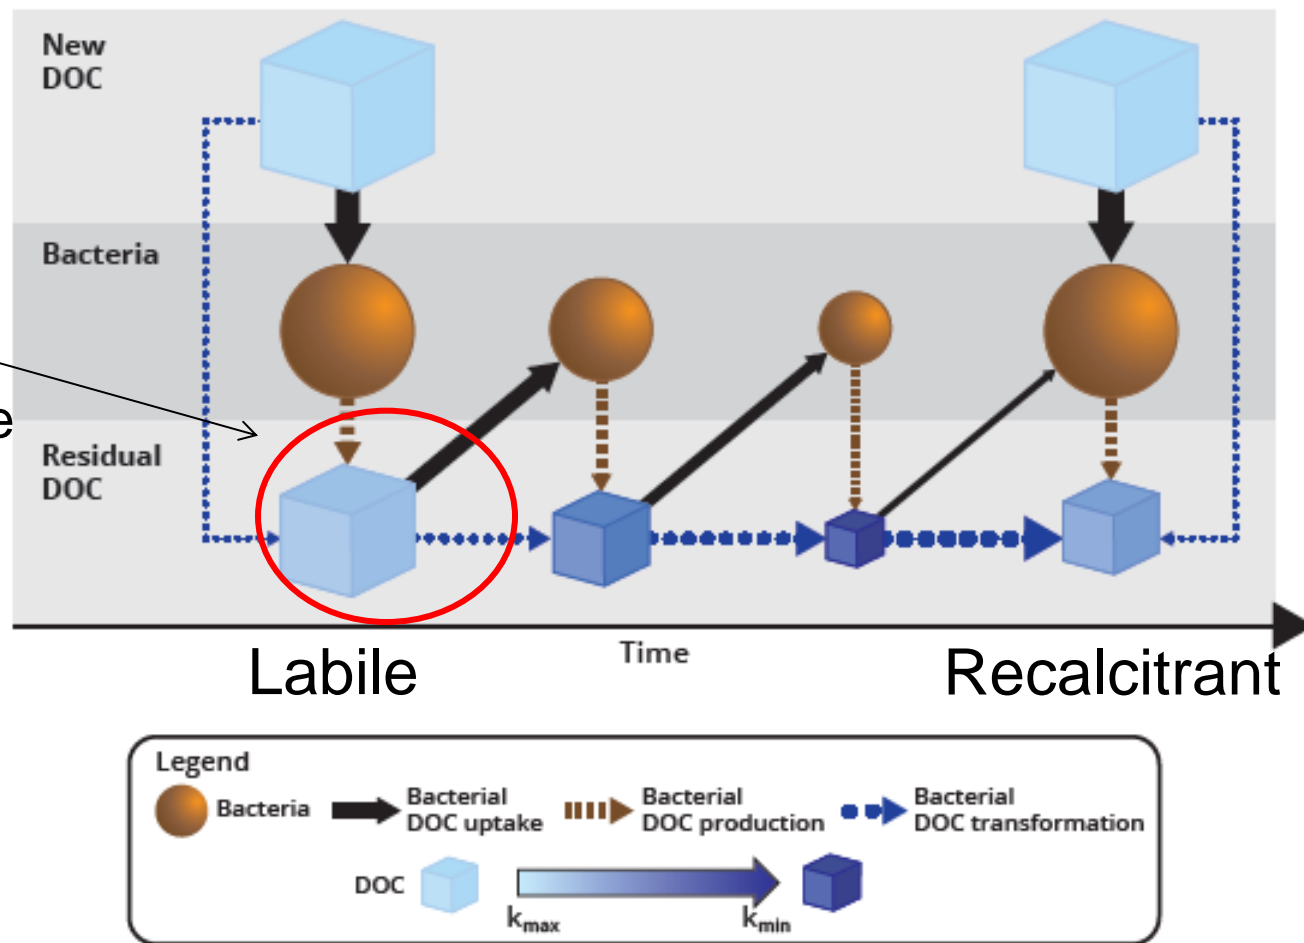 New
DOC
Bacteria
e
Residual
DOC
Time
Labile
Recalcitrant
Legend
Bacteria
Bacterial
DOC uptake
Bacterial
DOC production
Bacterial
DOC transformation
DOC
kmax
kmin